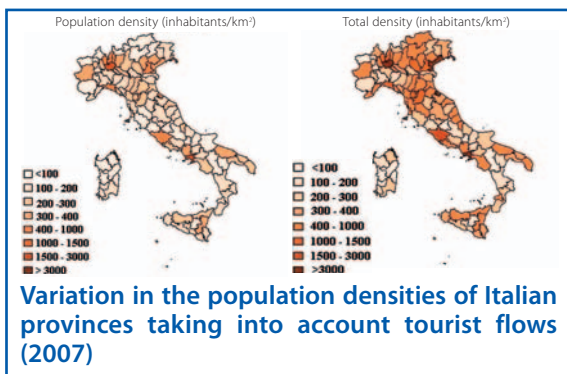 Population density (inhabitants/km²)
Total density (inhabitants/km²)
<100
100 - 200
200 -300
300 - 400
400 - 1000
1000 - 1500
1500 - 3000
> 3000
<100
100 - 200
200 - 300
300 - 400
400 - 1000
1000 - 1500
1500 - 3000
>3000
Variation in the population densities of Italian
provinces taking into account tourist flows
(2007)